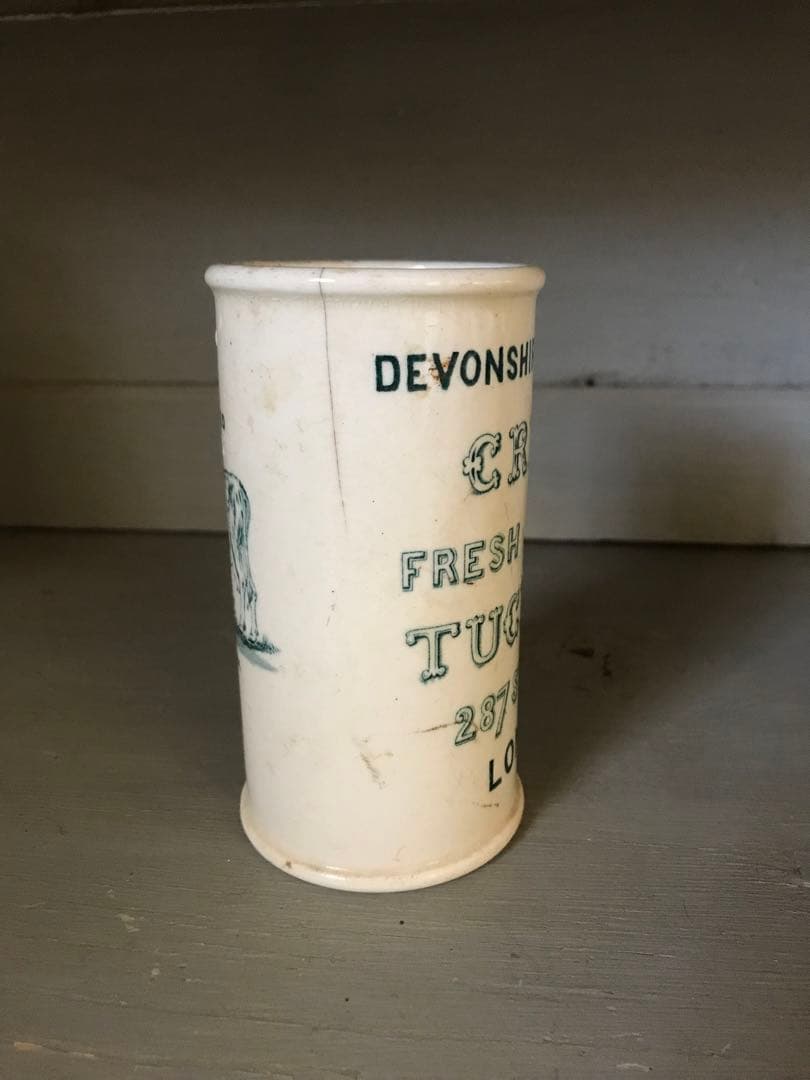 DEVONSHI
CR
FRESH
TUC
287 S
LO